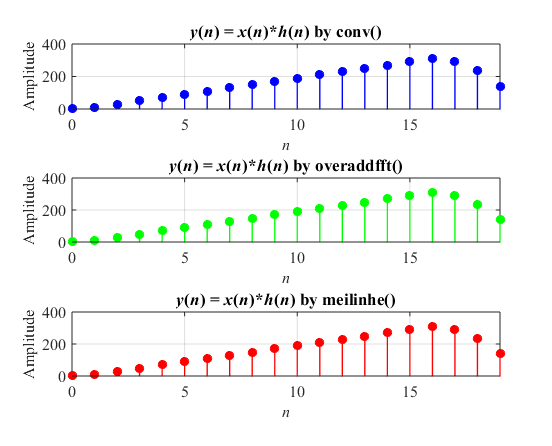 y(n) = x(n)*h(n) by conv()
400
200
0
Amplitude
0 5 10 15
n
y(n) = x(n)*h(n) by overaddfft()
400
200
0
Amplitude
0 5 10 15
n
y(n) = x(n)*h(n) by meilinhe()
400
200
0
Amplitude
0 5 10 15
n